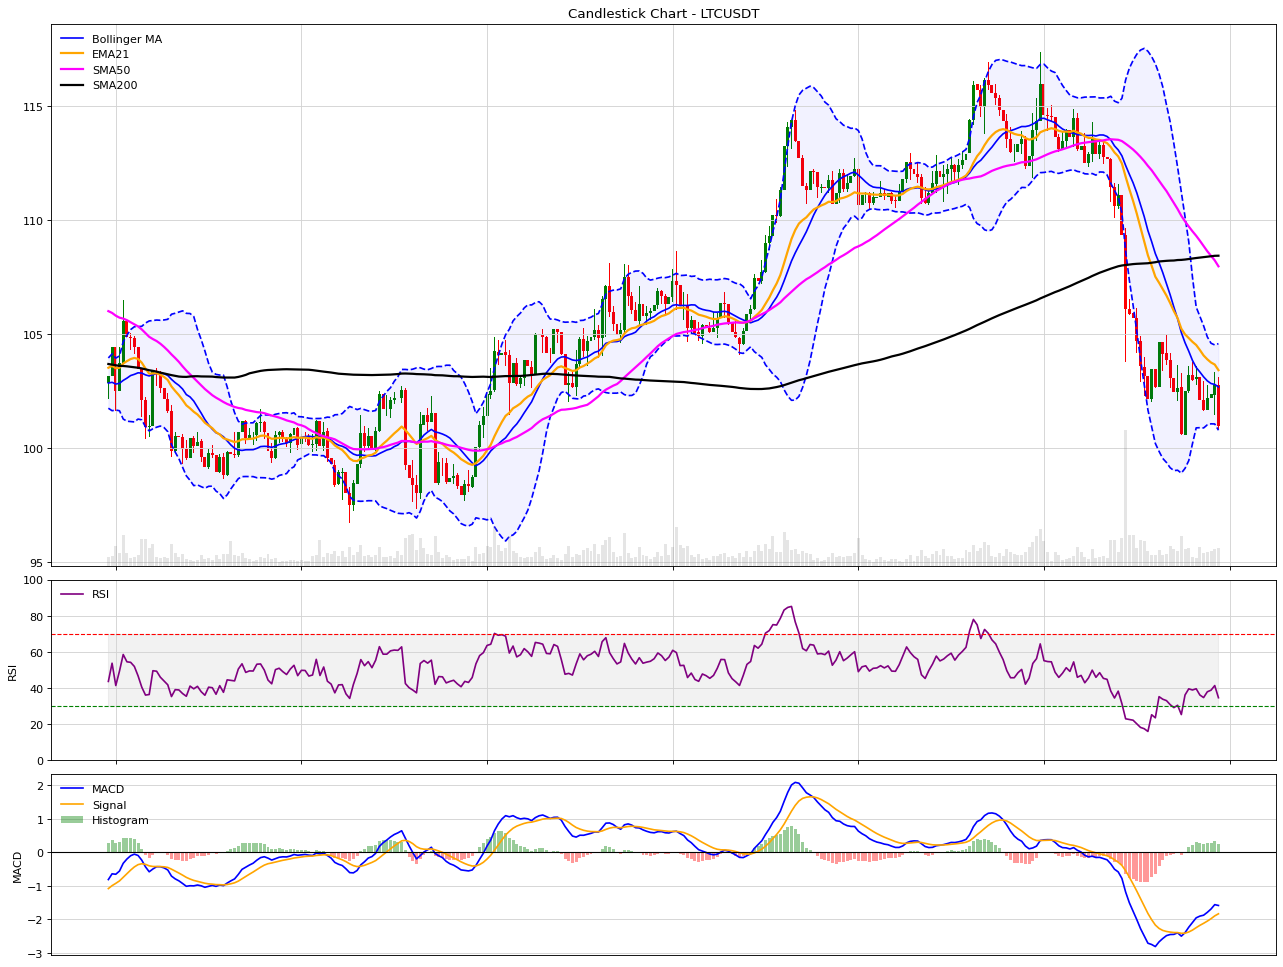 Candlestick Chart - LTCUSDT
Bollinger MA
EMA21
SMA50
SMA200
115
110
105
100
95
100
80
60
40
20
0
RSI
RSI
2
1
0
−1
−2
−3
MACD
MACD
Signal
Histogram